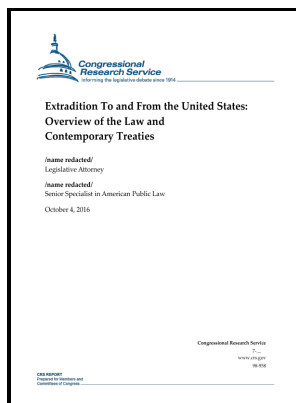 Congressional
Research Service
Informing the legislative debate since 1914
Extradition To and From the United States:
Overview of the Law and
Contemporary Treaties
/name redacted/
Legislative Attorney
/name redacted/
Senior Specialist in American Public Law
October 4, 2016
Congressional Research Service
7-....
www.crs.gov
98-958
CRS REPORT
Prepared for Members and
Committees of Congress